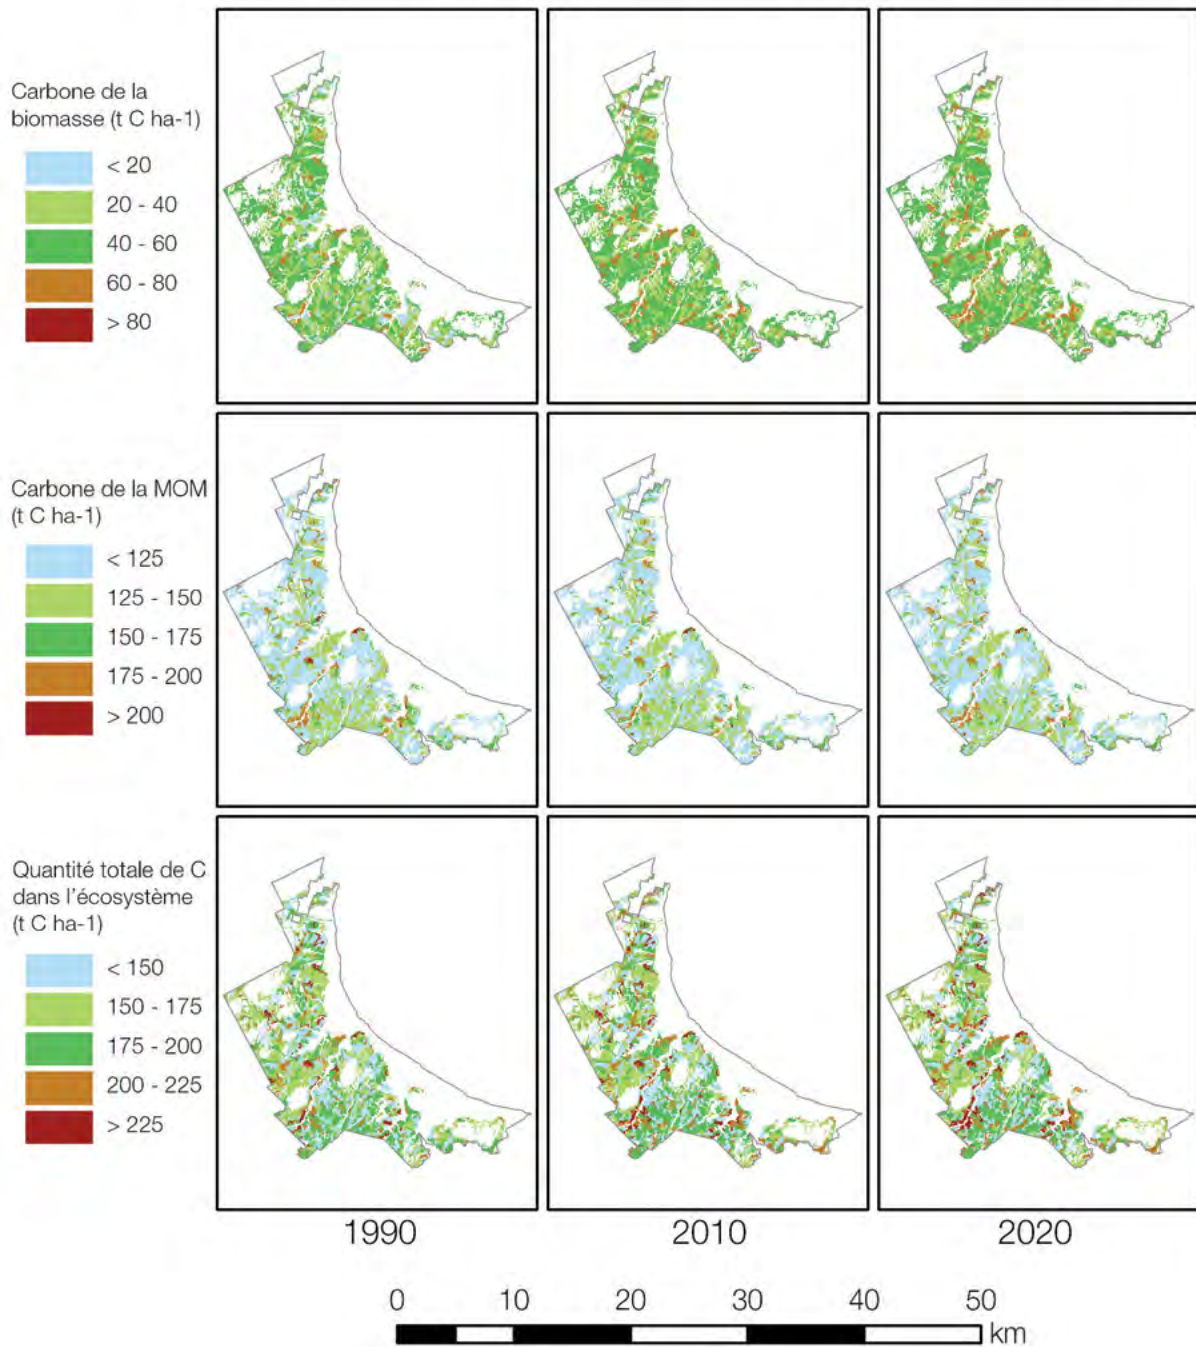 Carbone de la
biomasse (t C ha-1)
< 20
20 - 40
40 - 60
60 - 80
> 80
Carbone de la MOM
(t C ha-1)
< 125
125 - 150
150 - 175
175 - 200
> 200
Quantité totale de C
dans l'écosystème
(t C ha-1)
< 150
150 - 175
175 - 200
200 - 225
> 225
1990 2010 2020
0 10 20 30 40 50
km